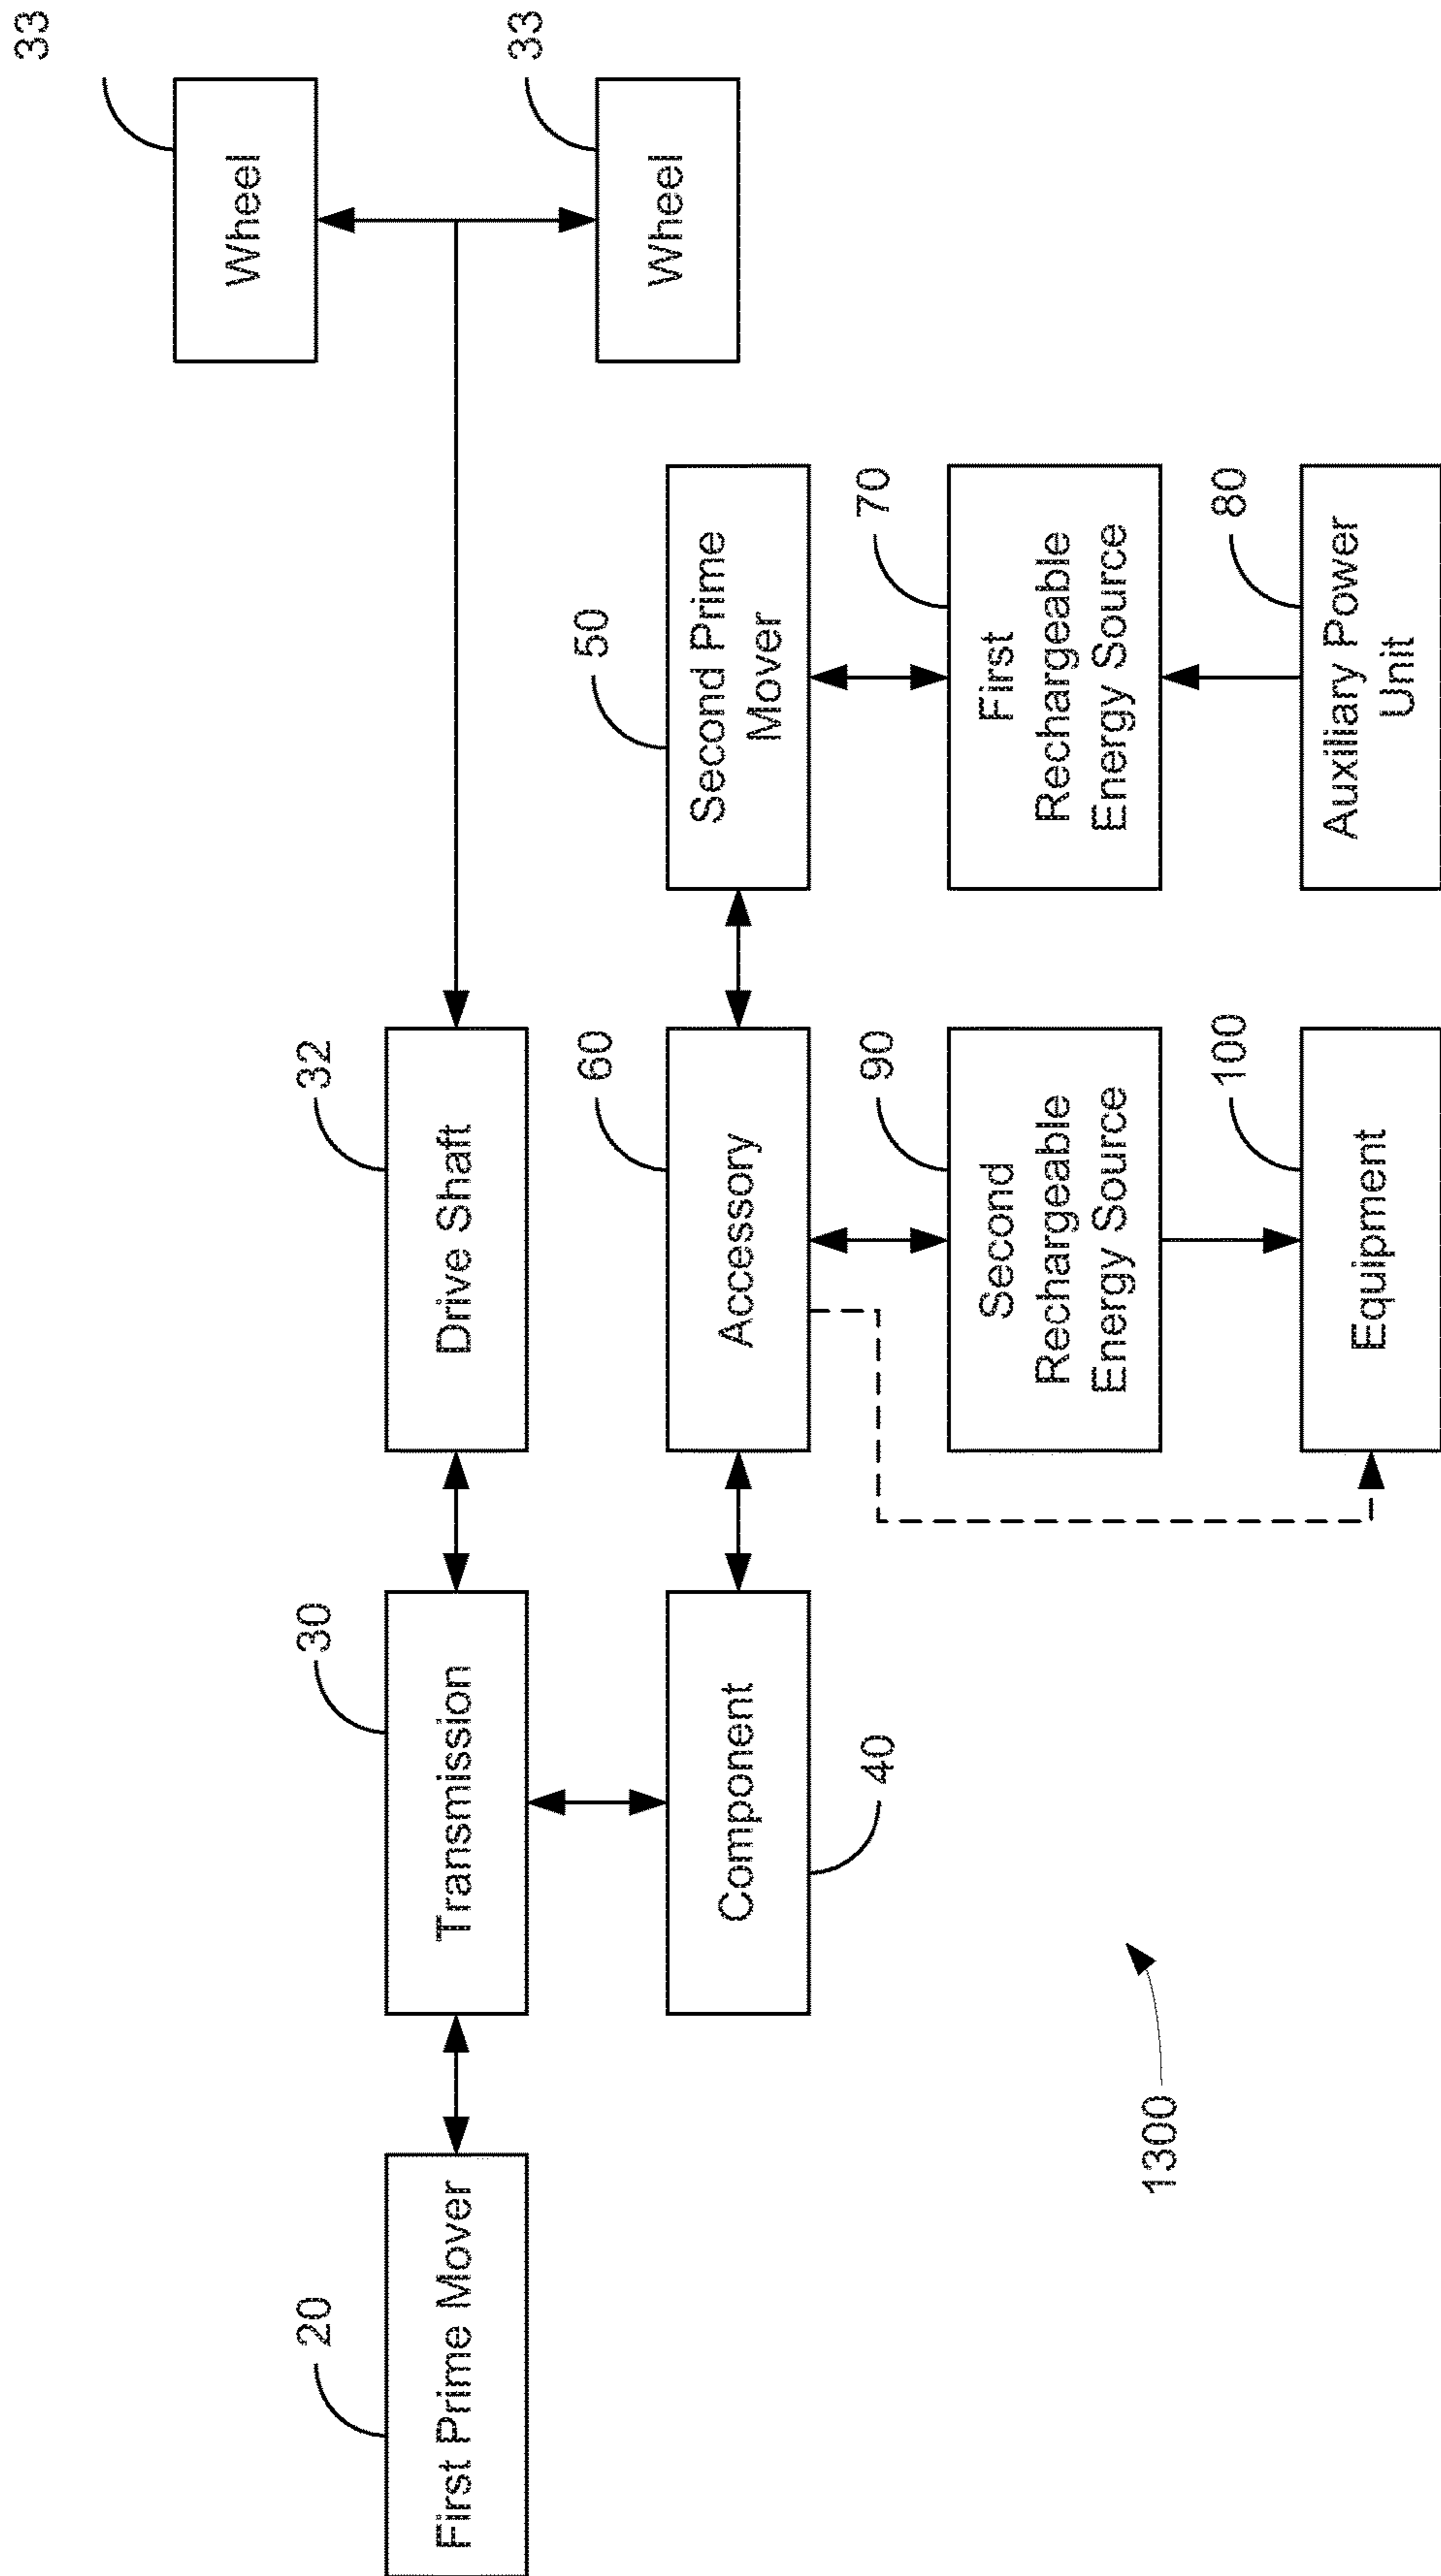 33
Wheel
33
Wheel
20
First Prime Mover
30
Transmission
32
Drive Shaft
40
Component
60
Accessory
50
Second Prime
Mover
90
Second
Rechargeable
Energy Source
70
First
Rechargeable
Energy Source
100
Equipment
80
Auxiliary Power
Unit
1300